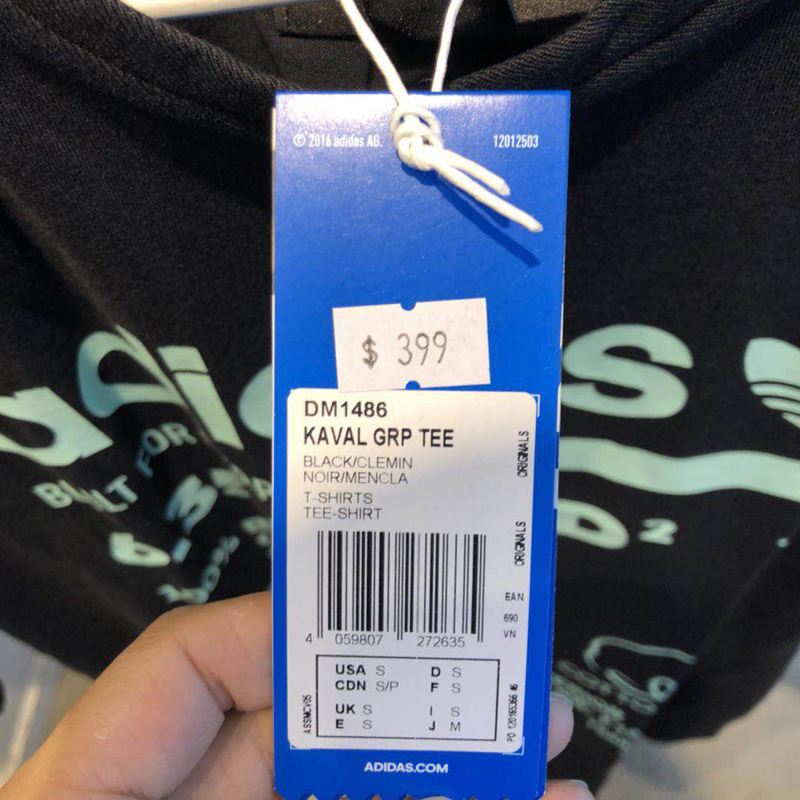 © 2016 adidas AG.
12012503
$ 399
DM1486
KAVAL GRP TEE
BLACK/CLEMIN
NOIR/MENCLA
T-SHIRTS
TEE-SHIRT
ORIGINALS
ORIGINALS
EAN
690
VN
4 059807 272635
USA S D S
CDN S/P F S
UK S I S
E S J M
ASSMCV05
ADIDAS.COM
BUILT FOR